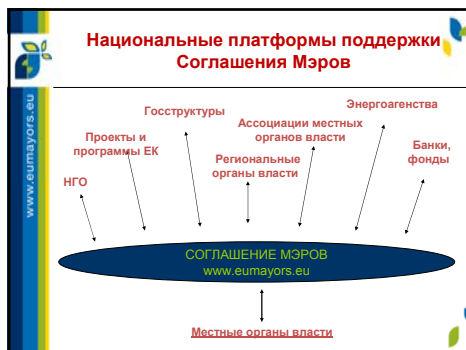 Национальные платформы поддержки
Соглашения Мэров
Энергоагенства
Госструктуры
Ассоциации местных
органов власти
Проекты и
программы ЕК
Банки,
фонды
Региональные
органы власти
НГО
СОГЛАШЕНИЕ МЭРОВ
www.eumayors.eu
Местные органы власти
www.eumayors.eu